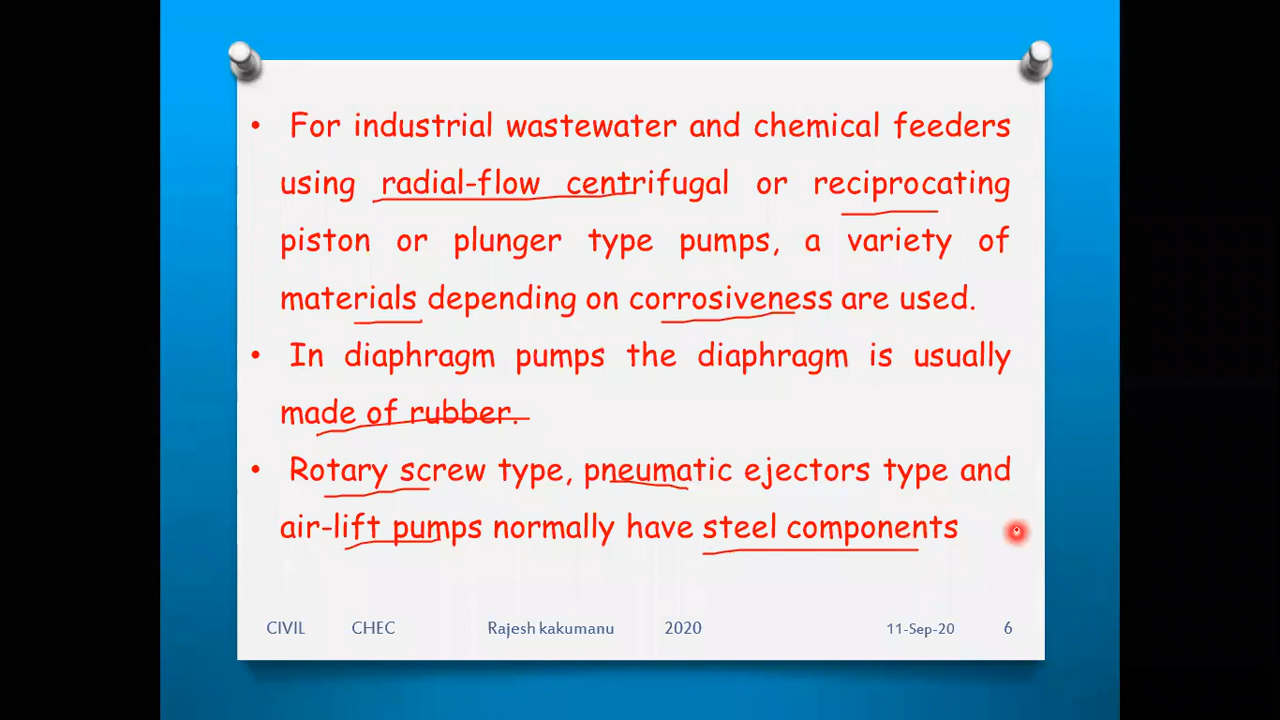 • For industrial wastewater and chemical feeders
using radial-flow centrifugal or reciprocating
piston or plunger type pumps, a variety of
materials depending on corrosiveness are used.
• In diaphragm pumps the diaphragm is usually
made of rubber.
• Rotary screw type, pneumatic ejectors type and
air-lift pumps normally have steel components
CIVIL CHEC Rajesh kakumanu 2020 11-Sep-20 6